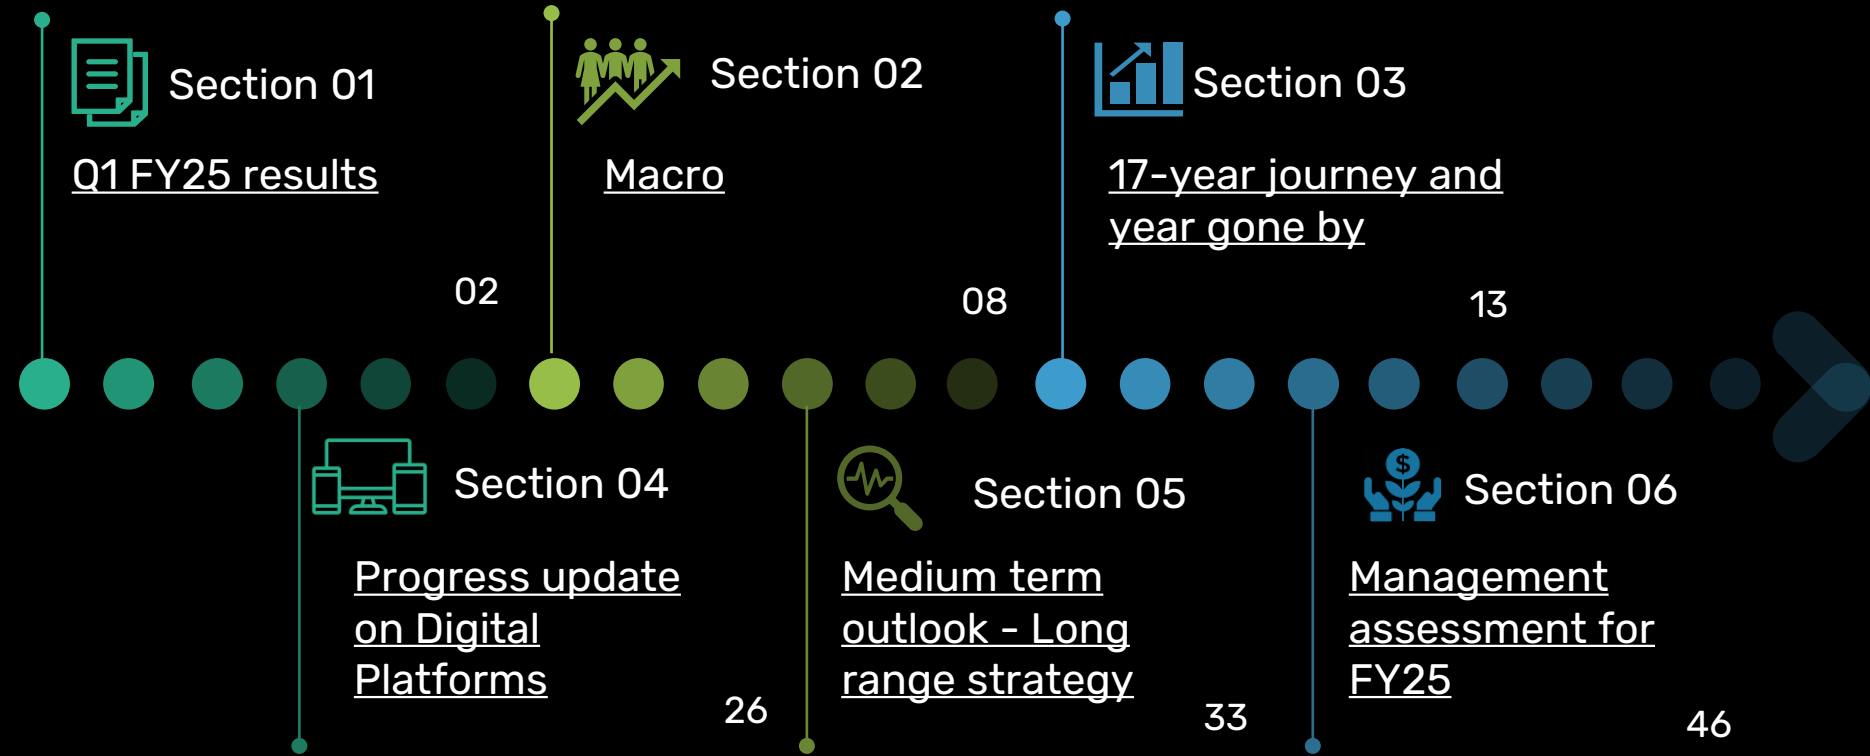 Section 01
Q1 FY25 results
02
Section 02
Macro
08
Section 03
17-year journey and
year gone by
13
Section 04
Progress update
on Digital
Platforms
26
Section 05
Medium term
outlook - Long
range strategy
33
$
Section 06
Management
assessment for
FY25
46